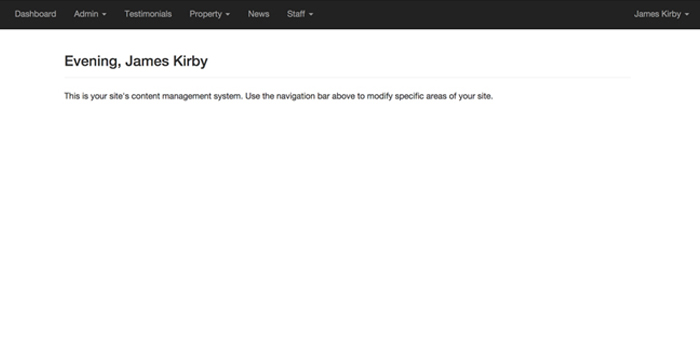 Dashboard Admin Testimonials Property News Staff James Kirby
Evening, James Kirby
This is your site's content management system. Use the navigation bar above to modify specific areas of your site.